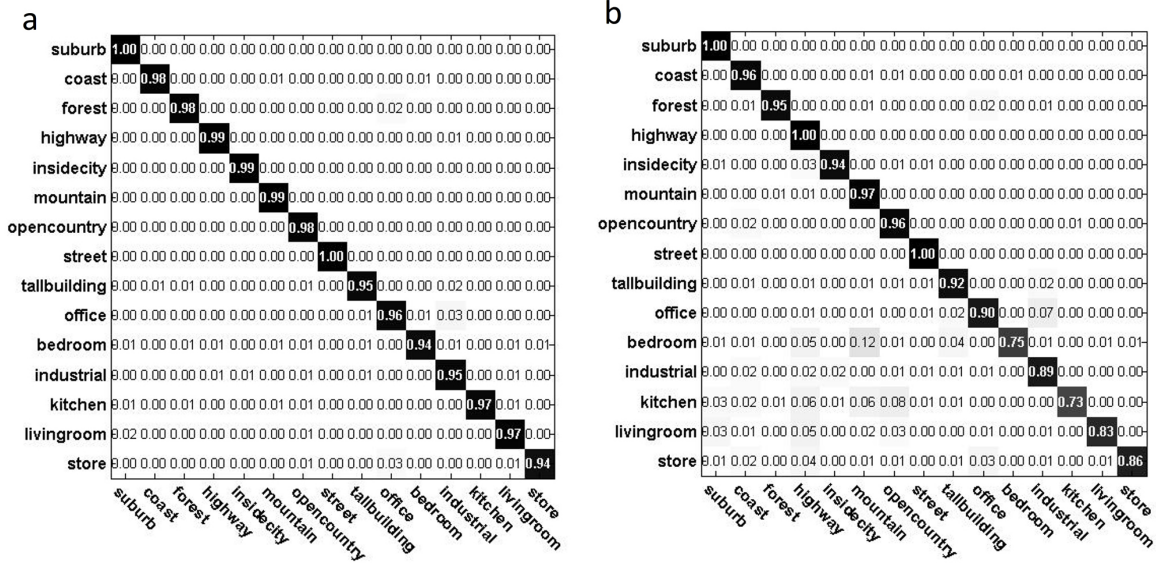 a
suburb 1.00 0.00 0.00 0.00 0.00 0.00 0.00 0.00 0.00 0.00 0.00 0.00 0.00 0.00 0.00
coast 0.00 0.98 0.00 0.00 0.00 0.01 0.00 0.00 0.00 0.00 0.01 0.00 0.00 0.00 0.00
forest 0.00 0.00 0.98 0.00 0.00 0.00 0.00 0.00 0.00 0.02 0.00 0.00 0.00 0.00 0.00
highway 0.00 0.00 0.00 0.99 0.00 0.00 0.00 0.00 0.00 0.00 0.00 0.01 0.00 0.00 0.00
insidecity 0.00 0.00 0.00 0.00 0.99 0.00 0.00 0.00 0.00 0.00 0.00 0.00 0.00 0.00 0.00
mountain 0.00 0.00 0.00 0.00 0.00 0.99 0.00 0.00 0.00 0.00 0.00 0.00 0.00 0.00 0.00
opencountry 0.00 0.00 0.00 0.00 0.00 0.00 0.98 0.00 0.00 0.00 0.00 0.00 0.00 0.00 0.00
street 0.00 0.00 0.00 0.00 0.00 0.00 0.00 1.00 0.00 0.00 0.00 0.00 0.00 0.00 0.00
tallbuilding 0.00 0.01 0.01 0.00 0.00 0.00 0.01 0.00 0.95 0.00 0.00 0.02 0.00 0.00 0.00
office 0.00 0.00 0.00 0.00 0.00 0.00 0.00 0.00 0.01 0.96 0.01 0.03 0.00 0.00 0.00
bedroom 0.01 0.00 0.01 0.01 0.01 0.00 0.01 0.00 0.01 0.00 0.94 0.01 0.00 0.01 0.01
industrial 0.00 0.00 0.00 0.01 0.01 0.00 0.01 0.00 0.01 0.00 0.00 0.95 0.00 0.01 0.00
kitchen 0.01 0.00 0.01 0.00 0.00 0.00 0.01 0.00 0.00 0.00 0.00 0.00 0.97 0.01 0.00
livingroom 0.02 0.00 0.00 0.00 0.00 0.00 0.01 0.00 0.00 0.00 0.00 0.00 0.00 0.97 0.00
store 0.00 0.00 0.00 0.00 0.00 0.00 0.01 0.00 0.00 0.03 0.00 0.00 0.00 0.01 0.94
suburb coast forest highway insidecity mountain opencountry street tallbuilding office bedroom industrial kitchen livingroom store
b
suburb 1.00 0.00 0.00 0.00 0.00 0.00 0.00 0.00 0.00 0.00 0.00 0.00 0.00 0.00 0.00
coast 0.00 0.96 0.00 0.00 0.00 0.01 0.01 0.00 0.00 0.00 0.01 0.00 0.00 0.00 0.00
forest 0.00 0.01 0.95 0.00 0.00 0.01 0.00 0.00 0.00 0.02 0.00 0.01 0.00 0.00 0.00
highway 0.00 0.00 0.00 1.00 0.00 0.00 0.00 0.00 0.00 0.00 0.00 0.00 0.00 0.00 0.00
insidecity 0.01 0.00 0.00 0.03 0.94 0.00 0.01 0.01 0.00 0.00 0.00 0.00 0.00 0.00 0.00
mountain 0.00 0.00 0.01 0.01 0.00 0.97 0.00 0.00 0.00 0.00 0.00 0.00 0.00 0.00 0.00
opencountry 0.00 0.02 0.00 0.00 0.00 0.00 0.96 0.00 0.00 0.00 0.00 0.00 0.01 0.00 0.00
street 0.00 0.00 0.00 0.00 0.00 0.00 0.00 1.00 0.00 0.00 0.00 0.00 0.00 0.00 0.00
tallbuilding 0.00 0.00 0.00 0.01 0.00 0.01 0.01 0.01 0.92 0.00 0.00 0.02 0.00 0.00 0.00
office 0.00 0.00 0.00 0.01 0.00 0.00 0.01 0.00 0.02 0.90 0.00 0.07 0.00 0.00 0.00
bedroom 0.01 0.01 0.00 0.05 0.00 0.12 0.01 0.00 0.04 0.00 0.75 0.01 0.00 0.01 0.01
industrial 0.00 0.02 0.00 0.02 0.02 0.00 0.01 0.01 0.01 0.01 0.00 0.89 0.00 0.00 0.00
kitchen 0.03 0.02 0.01 0.06 0.01 0.06 0.08 0.01 0.01 0.00 0.00 0.00 0.73 0.00 0.00
livingroom 0.03 0.01 0.00 0.05 0.00 0.02 0.03 0.00 0.01 0.00 0.00 0.01 0.00 0.83 0.00
store 0.01 0.02 0.00 0.04 0.00 0.01 0.01 0.00 0.01 0.03 0.00 0.01 0.00 0.01 0.86
suburb coast forest highway insidecity mountain opencountry street tallbuilding office bedroom industrial kitchen livingroom store